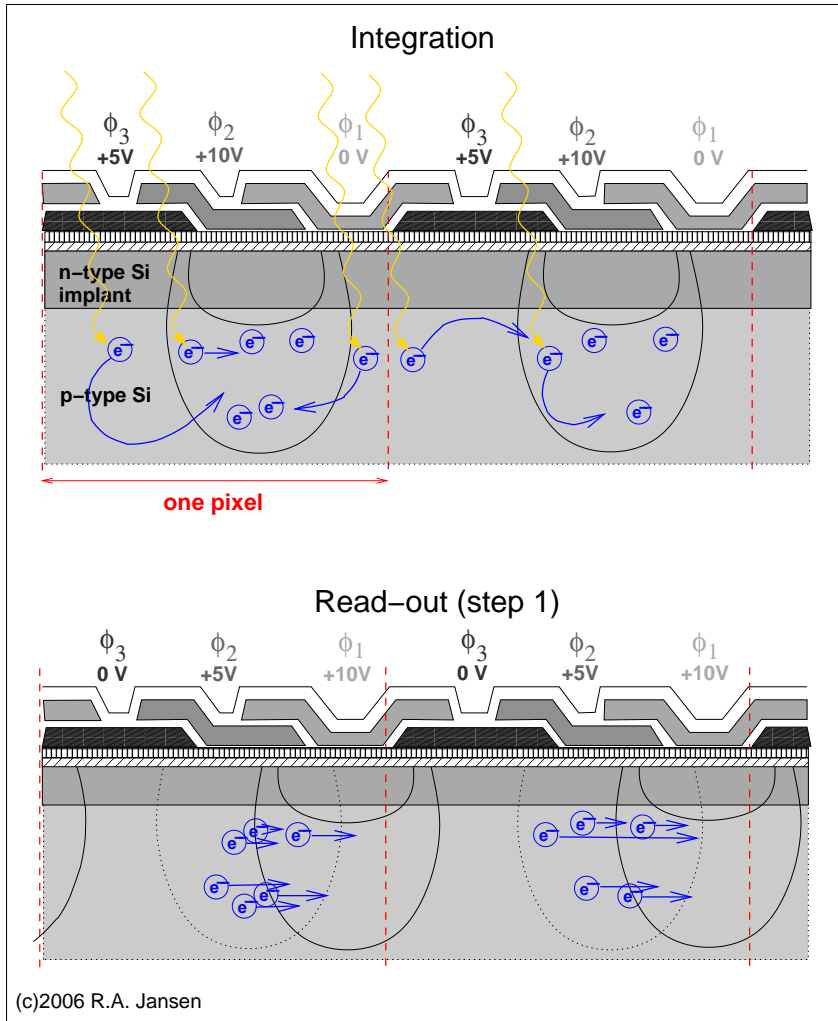 Integration
ϕ3 ϕ2 ϕ1 ϕ3 ϕ2 ϕ1
+5V +10V 0 V +5V +10V 0 V
n−type Si
implant
e− e− e− e− e− e− e− e− e− e−
p−type Si
e− e− e−
one pixel
Read−out (step 1)
ϕ3 ϕ2 ϕ1 ϕ3 ϕ2 ϕ1
0 V +5V +10V 0 V +5V +10V
e− e− e− e− e− e−
e− e− e− e− e−
(c)2006 R.A. Jansen